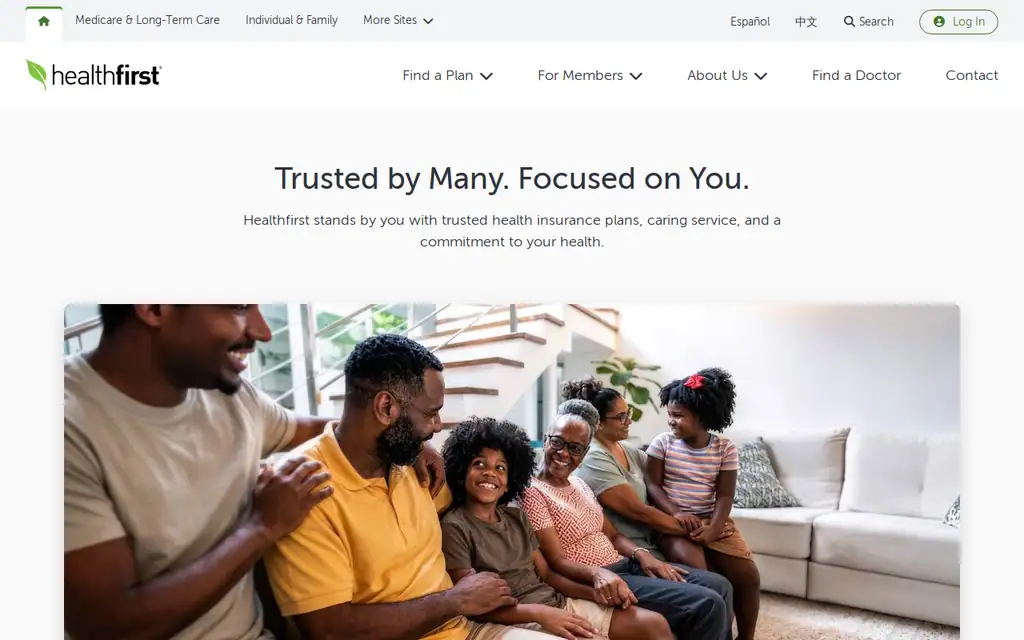 Medicare & Long-Term Care
Individual & Family
More Sites
Español
中文
Search
Log In
healthfirst
Find a Plan
For Members
About Us
Find a Doctor
Contact
Trusted by Many. Focused on You.
Healthfirst stands by you with trusted health insurance plans, caring service, and a
commitment to your health.